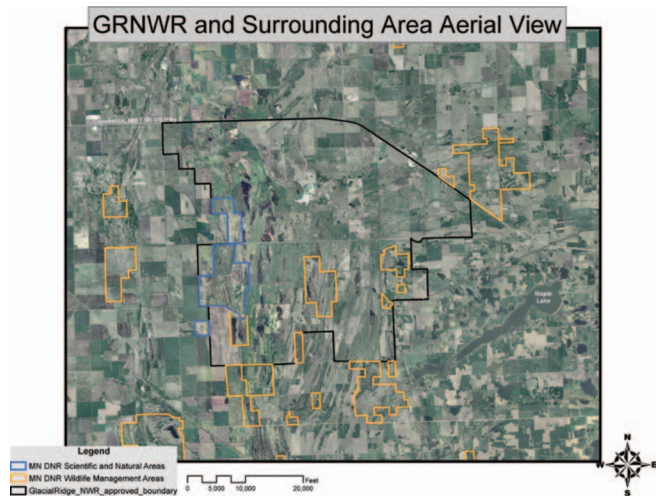 GRNWR and Surrounding Area Aerial View
Maple
Lake
Legend
MN DNR Scientific and Natural Areas
MN DNR Wildlife Management Areas
GlacialRidge_NWR_approved_boundary
Feet
0 5,000 10,000 20,000
N
W E
S